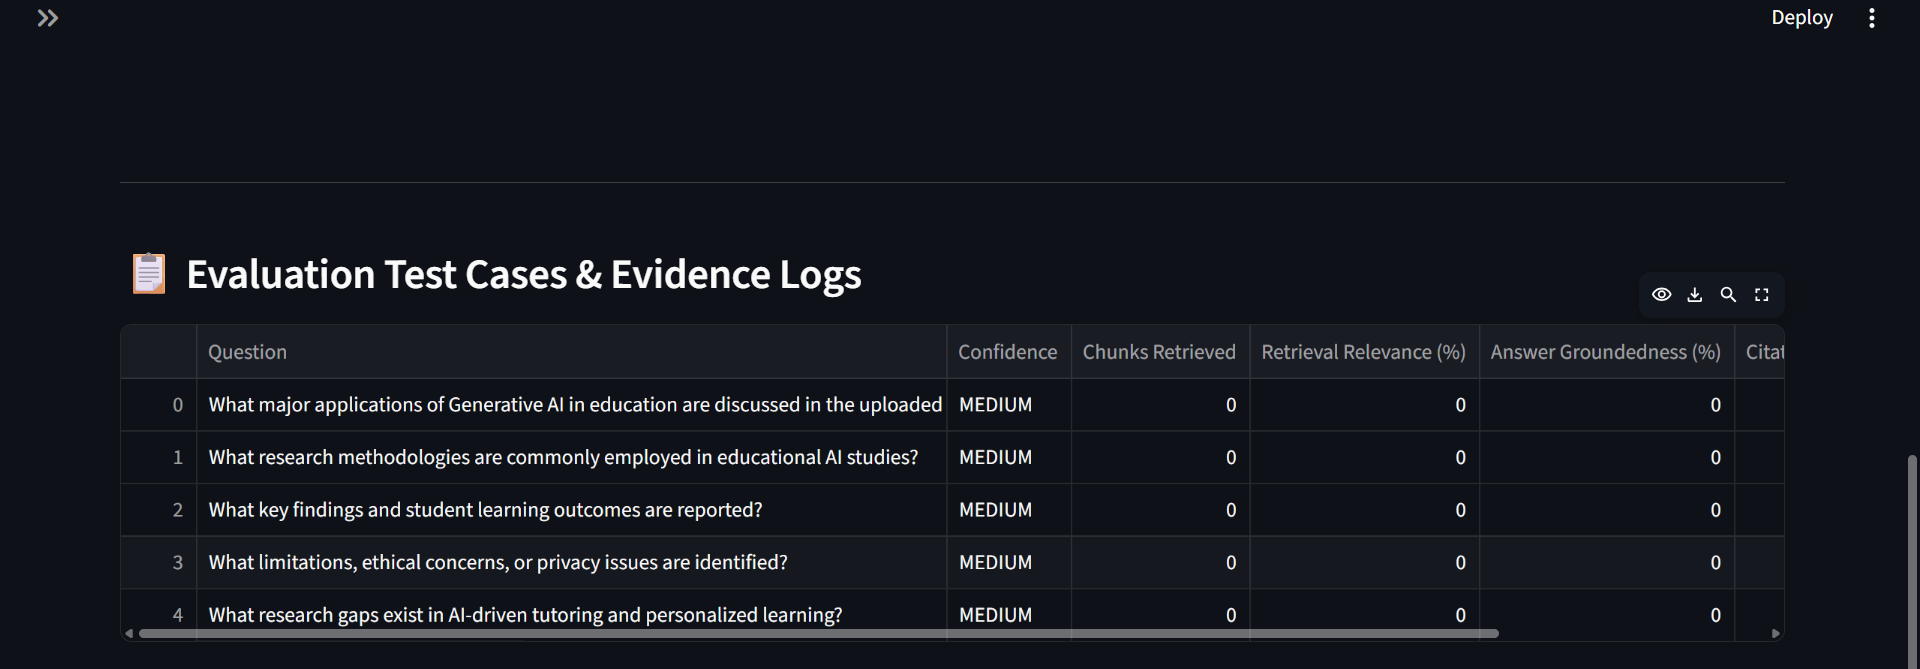 Deploy
Evaluation Test Cases & Evidence Logs
Question Confidence Chunks Retrieved Retrieval Relevance (%) Answer Groundedness (%) Citat
0 What major applications of Generative AI in education are discussed in the uploaded MEDIUM 0 0 0
1 What research methodologies are commonly employed in educational AI studies? MEDIUM 0 0 0
2 What key findings and student learning outcomes are reported? MEDIUM 0 0 0
3 What limitations, ethical concerns, or privacy issues are identified? MEDIUM 0 0 0
4 What research gaps exist in AI-driven tutoring and personalized learning? MEDIUM 0 0 0